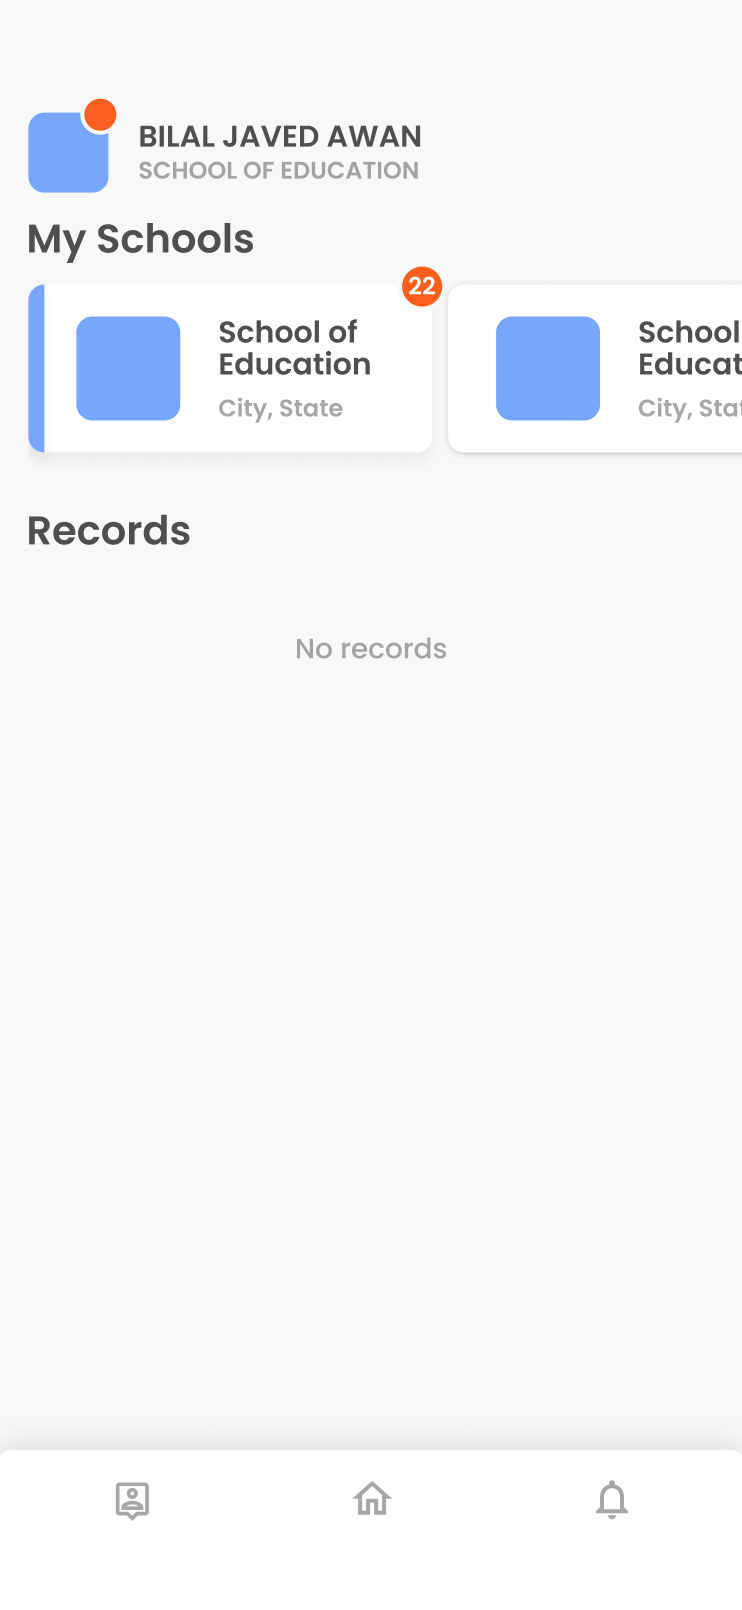 BILAL JAVED AWAN
SCHOOL OF EDUCATION
My Schools
22
School of
Education
City, State
School
Educat
City, Stat
Records
No records